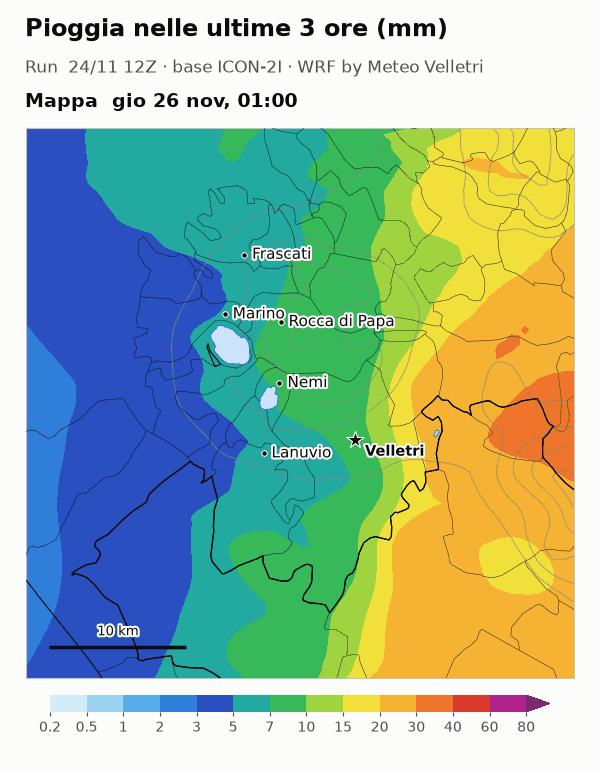 Pioggia nelle ultime 3 ore (mm)
Run  24/11 12Z · base ICON-2I · WRF by Meteo Velletri
Mappa  gio 26 nov, 01:00
Frascati
Marino
Rocca di Papa
Nemi
Velletri
Lanuvio
10 km
0.2 0.5 1 2 3 5 7 10 15 20 30 40 60 80